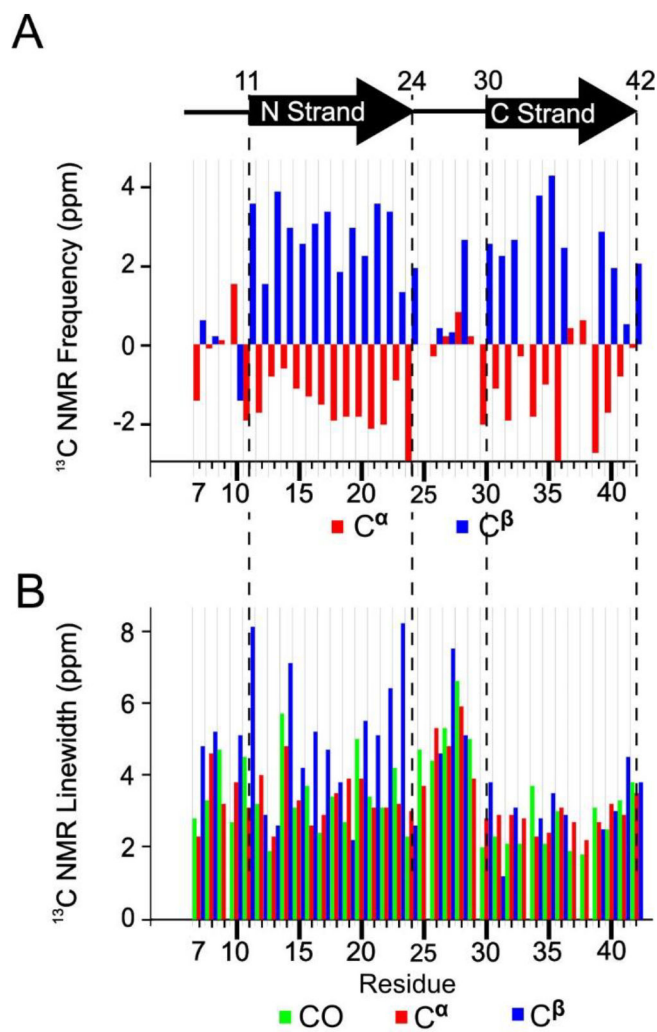 A
11 24 30 42
N Strand C Strand
¹³C NMR Frequency (ppm)
4
2
0
-2
7 10 15 20 25 30 35 40
Cα Cβ
B
¹³C NMR Linewidth (ppm)
8
6
4
2
0
7 10 15 20 25 30 35 40
Residue
CO Cα Cβ